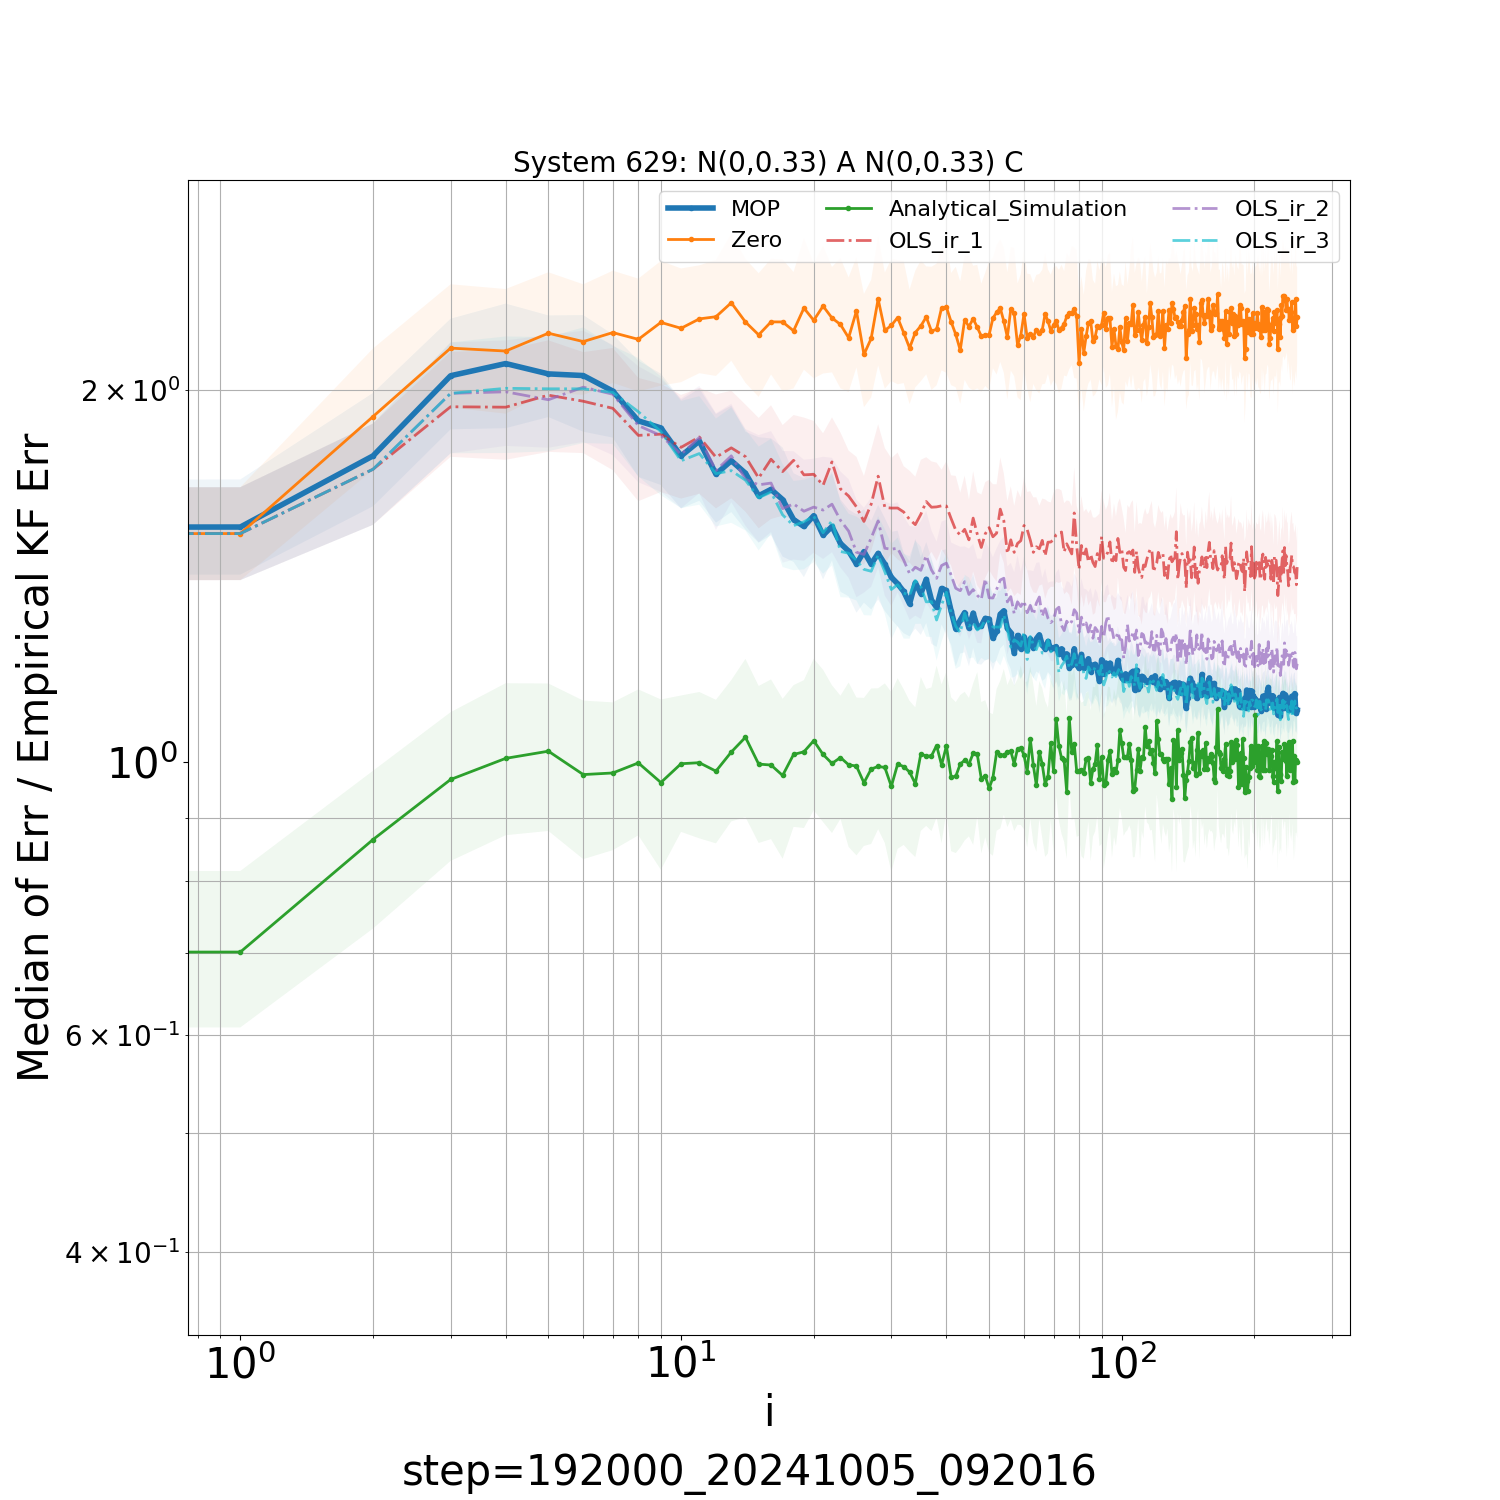 System 629: N(0,0.33) A N(0,0.33) C
MOP
Zero
Analytical_Simulation
OLS_ir_1
OLS_ir_2
OLS_ir_3
Median of Err / Empirical KF Err
2 × 10⁰
10⁰
6 × 10⁻¹
4 × 10⁻¹
10⁰ 10¹ 10²
i
step=192000_20241005_092016